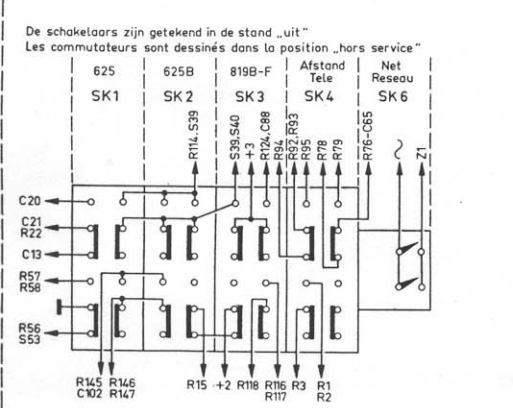 De schakelaars zijn getekend in de stand „uit"
Les commutateurs sont dessinés dans la position „hors service"
625 625B 819B-F Afstand Tele Net Reseau
SK1 SK2 SK3 SK4 SK6
R114,S39 S39,S40 +3 R124,C88 R94 R92,R93 R95 R78 R79 R76-C65 Z1
C20
C21
R22
C13
R57
R58
R56
S53
R145 R146 R15 +2 R118 R116 R3 R1
C102 R147 R117 R2